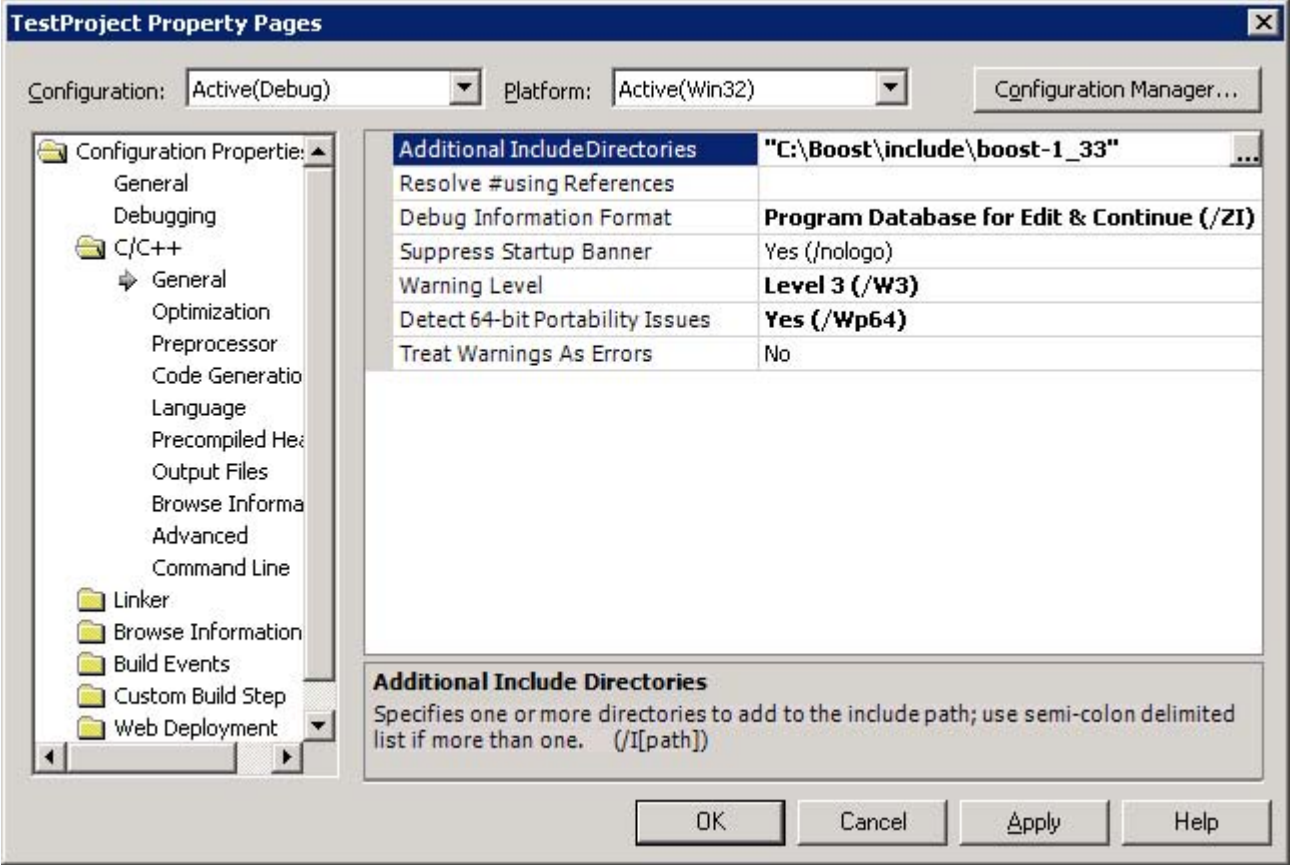 TestProject Property Pages
Configuration: Active(Debug) Platform: Active(Win32) Configuration Manager...
Configuration Propertie
General
Debugging
C/C++
General
Optimization
Preprocessor
Code Generatio
Language
Precompiled Hea
Output Files
Browse Informa
Advanced
Command Line
Linker
Browse Information
Build Events
Custom Build Step
Web Deployment
Additional IncludeDirectories "C:\Boost\include\boost-1_33" ...
Resolve #using References
Debug Information Format Program Database for Edit & Continue (/ZI)
Suppress Startup Banner Yes (/nologo)
Warning Level Level 3 (/W3)
Detect 64-bit Portability Issues Yes (/Wp64)
Treat Warnings As Errors No
Additional Include Directories
Specifies one or more directories to add to the include path; use semi-colon delimited
list if more than one. (/I[path])
OK Cancel Apply Help